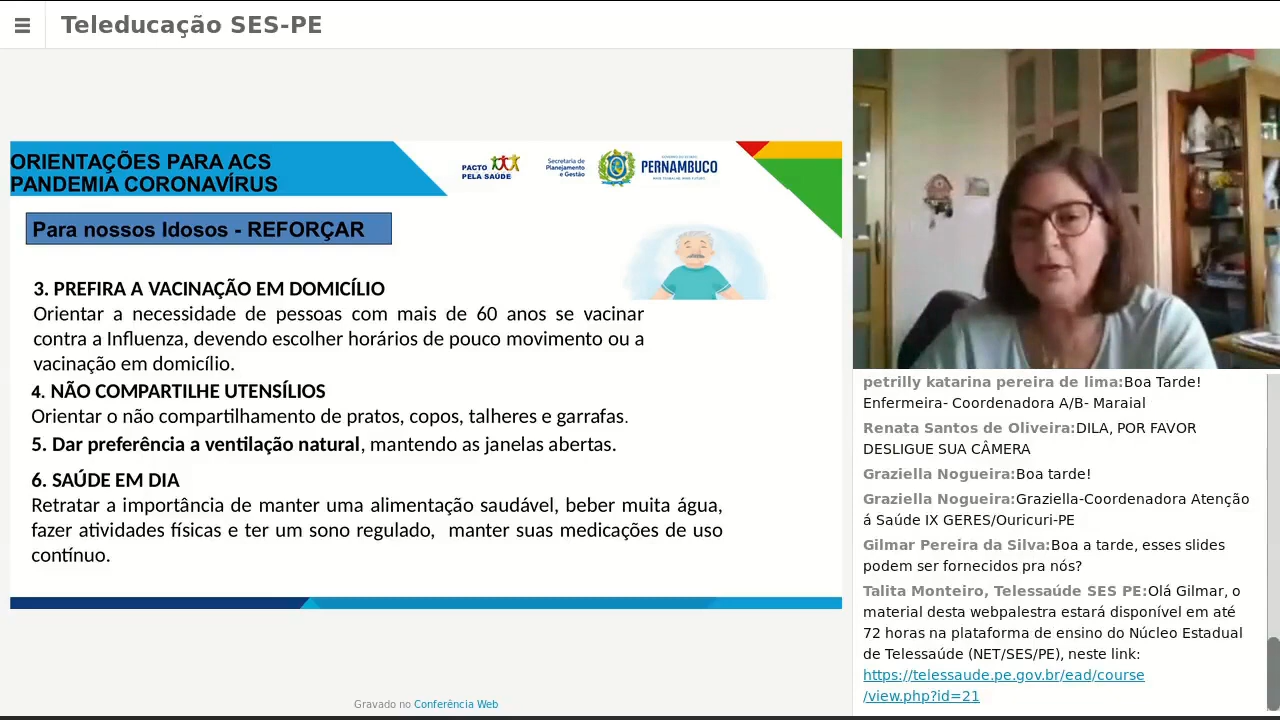 Teleducação SES-PE
ORIENTAÇÕES PARA ACS
PANDEMIA CORONAVÍRUS
PACTO
PELA SAÚDE
Secretaria de
Planejamento
e Gestão
PERNAMBUCO
Para nossos Idosos - REFORÇAR
3. PREFIRA A VACINAÇÃO EM DOMICÍLIO
Orientar a necessidade de pessoas com mais de 60 anos se vacinar
contra a Influenza, devendo escolher horários de pouco movimento ou a
vacinação em domicílio.
4. NÃO COMPARTILHE UTENSÍLIOS
Orientar o não compartilhamento de pratos, copos, talheres e garrafas.
5. Dar preferência a ventilação natural, mantendo as janelas abertas.
6. SAÚDE EM DIA
Retratar a importância de manter uma alimentação saudável, beber muita água,
fazer atividades físicas e ter um sono regulado, manter suas medicações de uso
contínuo.
Gravado no Conferência Web
petrilly katarina pereira de lima:Boa Tarde!
Enfermeira- Coordenadora A/B- Maraial
Renata Santos de Oliveira:DILA, POR FAVOR
DESLIGUE SUA CÂMERA
Graziella Nogueira:Boa tarde!
Graziella Nogueira:Graziella-Coordenadora Atenção
á Saúde IX GERES/Ouricuri-PE
Gilmar Pereira da Silva:Boa a tarde, esses slides
podem ser fornecidos pra nós?
Talita Monteiro, Telessaúde SES PE:Olá Gilmar, o
material desta webpalestra estará disponível em até
72 horas na plataforma de ensino do Núcleo Estadual
de Telessaúde (NET/SES/PE), neste link:
https://telessaude.pe.gov.br/ead/course
/view.php?id=21